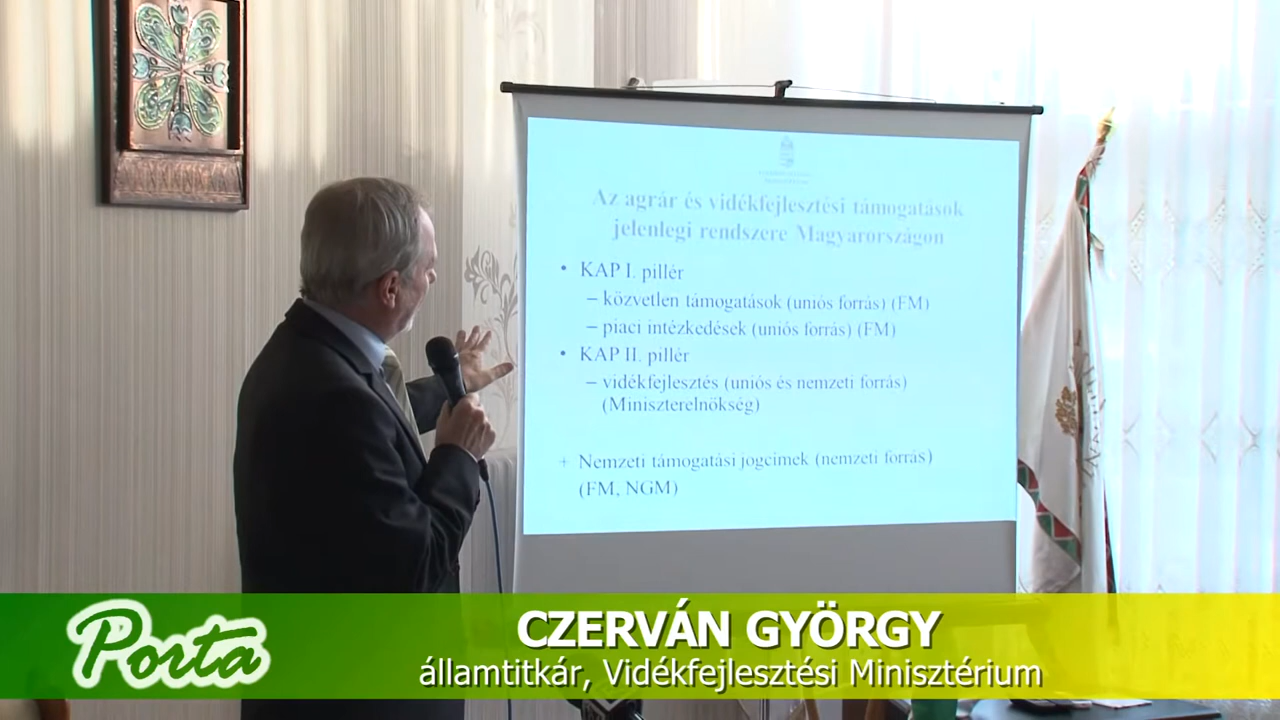 Az agrár és vidékfejlesztési támogatások
jelenlegi rendszere Magyarországon
• KAP I. pillér
– közvetlen támogatások (uniós forrás) (FM)
– piaci intézkedések (uniós forrás) (FM)
• KAP II. pillér
– vidékfejlesztés (uniós és nemzeti forrás)
(Miniszterelnökség)
+ Nemzeti támogatási jogcímek (nemzeti forrás)
(FM, NGM)
Porta
CZERVÁN GYÖRGY
államtitkár, Vidékfejlesztési Minisztérium